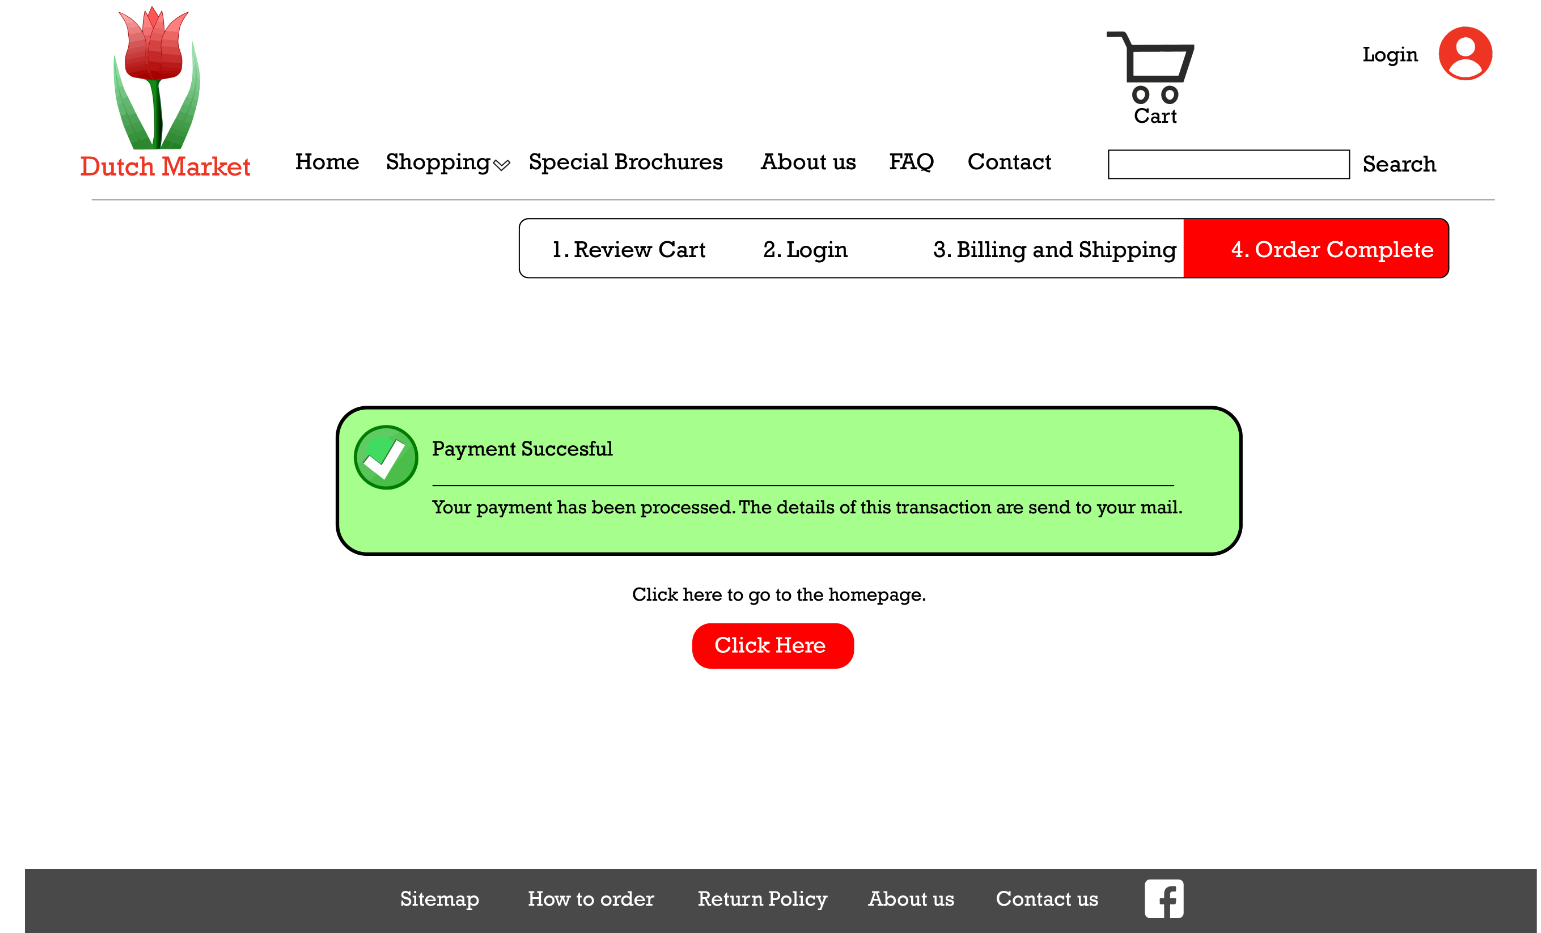 Login
Cart
Dutch Market
Home Shopping Special Brochures About us FAQ Contact Search
1. Review Cart 2. Login 3. Billing and Shipping 4. Order Complete
Payment Succesful
Your payment has been processed. The details of this transaction are send to your mail.
Click here to go to the homepage.
Click Here
Sitemap How to order Return Policy About us Contact us